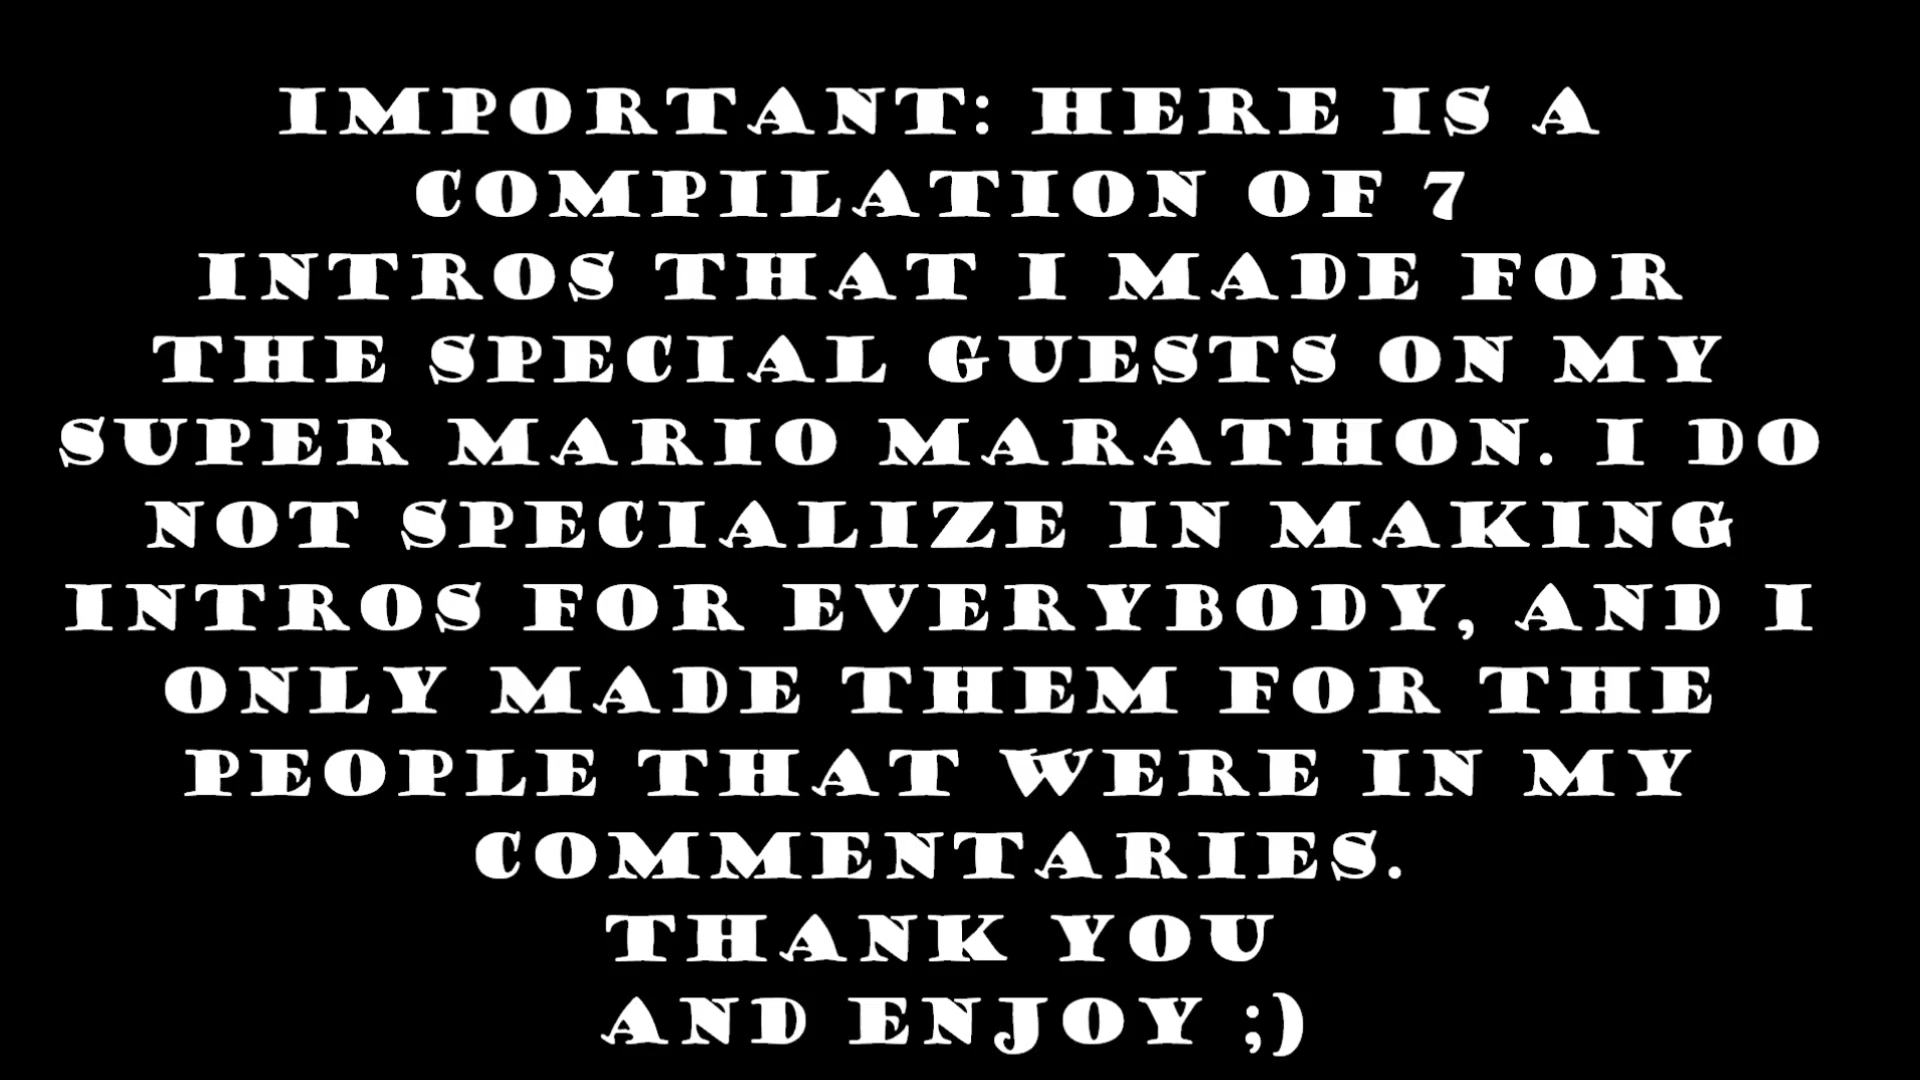 IMPORTANT: HERE IS A
COMPILATION OF 7
INTROS THAT I MADE FOR
THE SPECIAL GUESTS ON MY
SUPER MARIO MARATHON. I DO
NOT SPECIALIZE IN MAKING
INTROS FOR EVERYBODY, AND I
ONLY MADE THEM FOR THE
PEOPLE THAT WERE IN MY
COMMENTARIES.
THANK YOU
AND ENJOY ;)